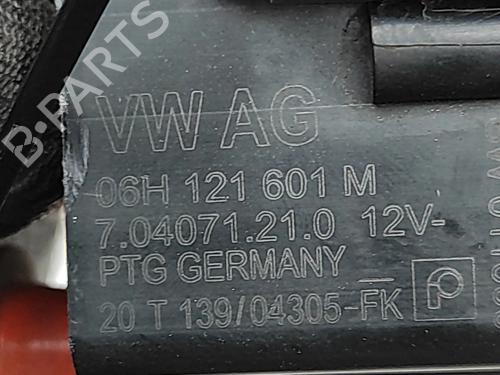 B-PARTS
VW AG
06H 121 601 M
7.04071.21.0 12V-
PTG GERMANY
20 T 139/04305-FK